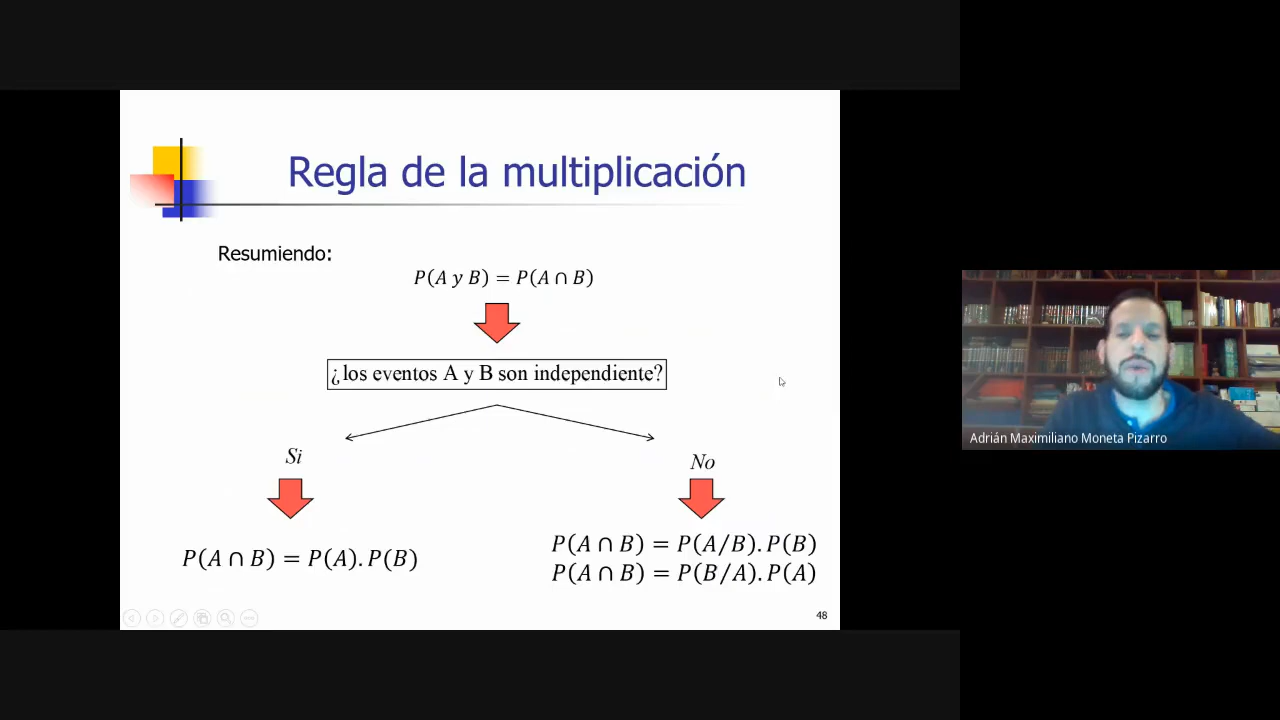 Regla de la multiplicación
Resumiendo:
P(A y B) = P(A ∩ B)
¿los eventos A y B son independiente?
Si
No
P(A ∩ B) = P(A). P(B)
P(A ∩ B) = P(A/B). P(B)
P(A ∩ B) = P(B/A). P(A)
48
Adrián Maximiliano Moneta Pizarro